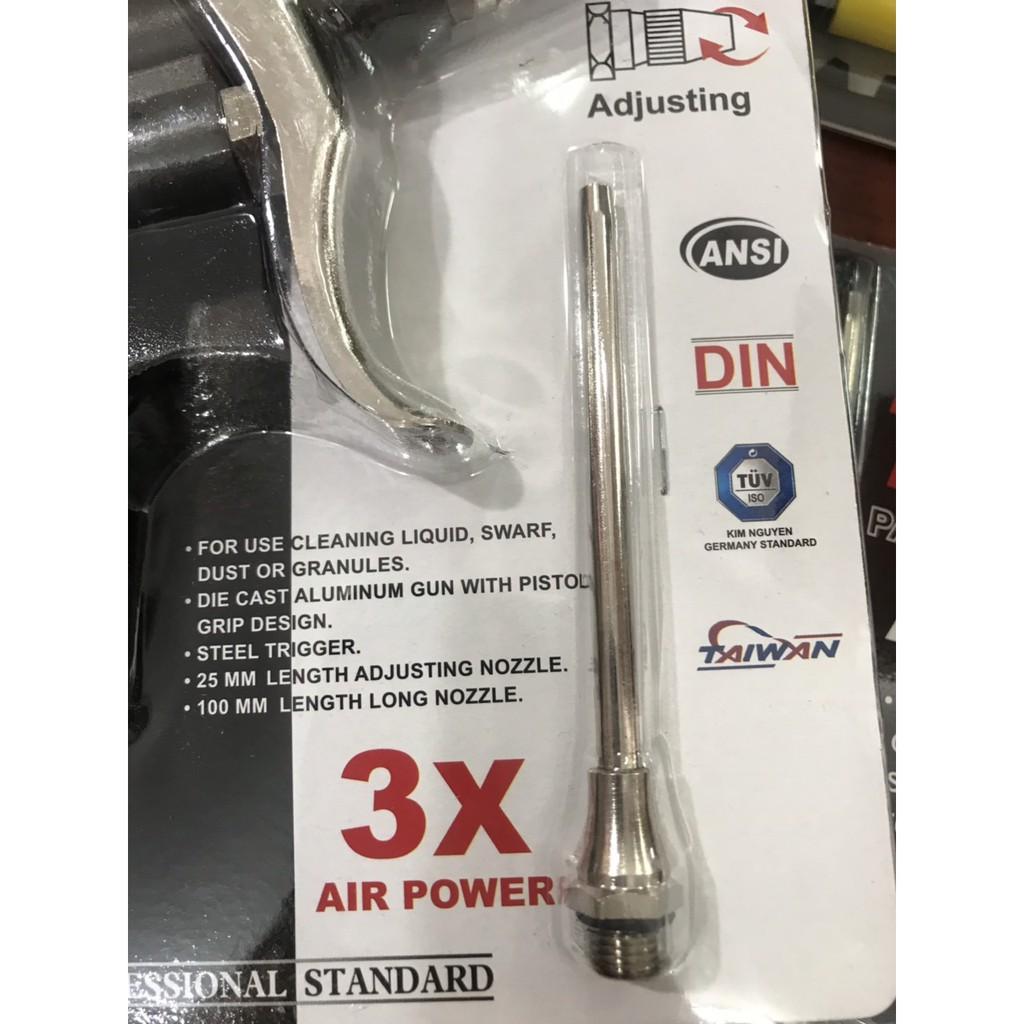 Adjusting
ANSI
DIN
TÜV
ISO
KIM NGUYEN
GERMANY STANDARD
TAIWAN
• FOR USE CLEANING LIQUID, SWARF,
DUST OR GRANULES.
• DIE CAST ALUMINUM GUN WITH PISTOL
GRIP DESIGN.
• STEEL TRIGGER.
• 25 MM LENGTH ADJUSTING NOZZLE.
• 100 MM LENGTH LONG NOZZLE.
3X
AIR POWER
STANDARD